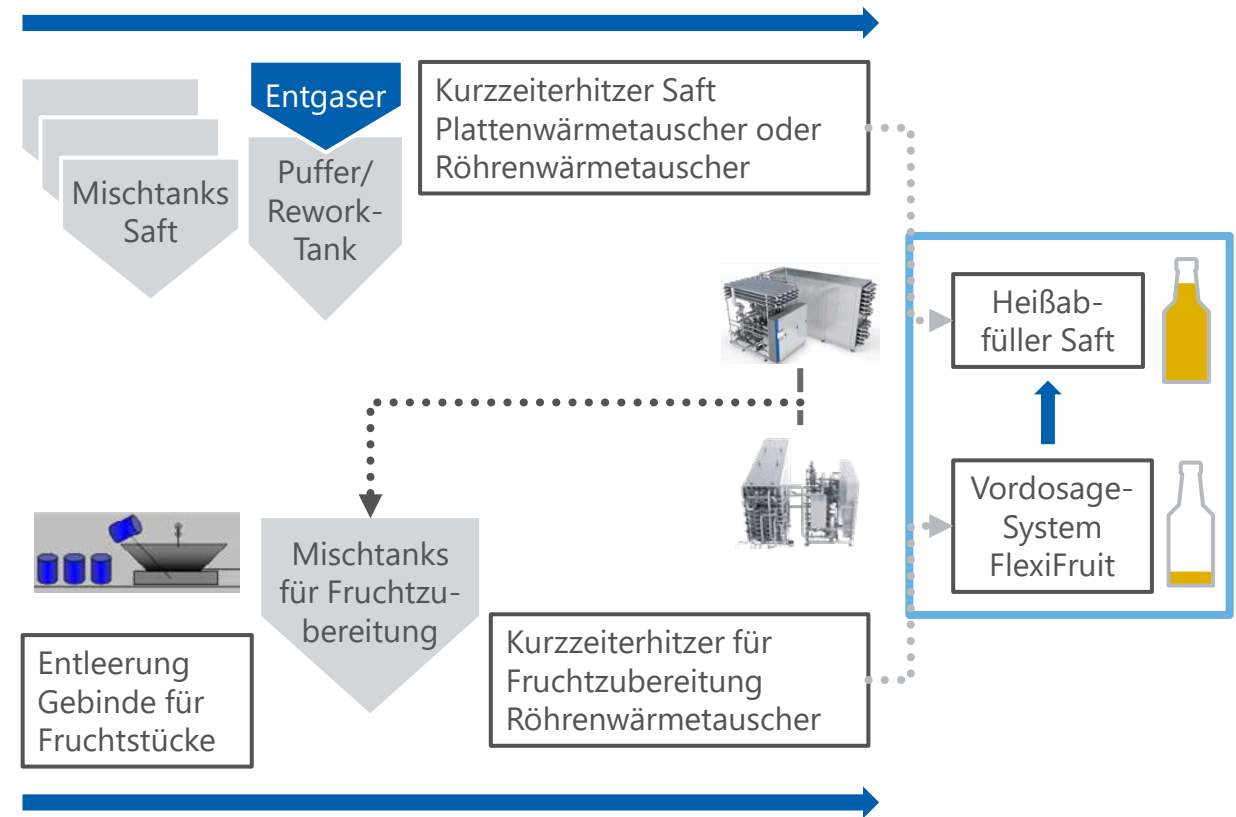 Mischtanks
Saft
Entgaser
Puffer/
Rework-
Tank
Kurzzeiterhitzer Saft
Plattenwärmetauscher oder
Röhrenwärmetauscher
Heißab-
füller Saft
Vordosage-
System
FlexiFruit
Entleerung
Gebinde für
Fruchtstücke
Mischtanks
für Fruchtzu-
bereitung
Kurzzeiterhitzer für
Fruchtzubereitung
Röhrenwärmetauscher